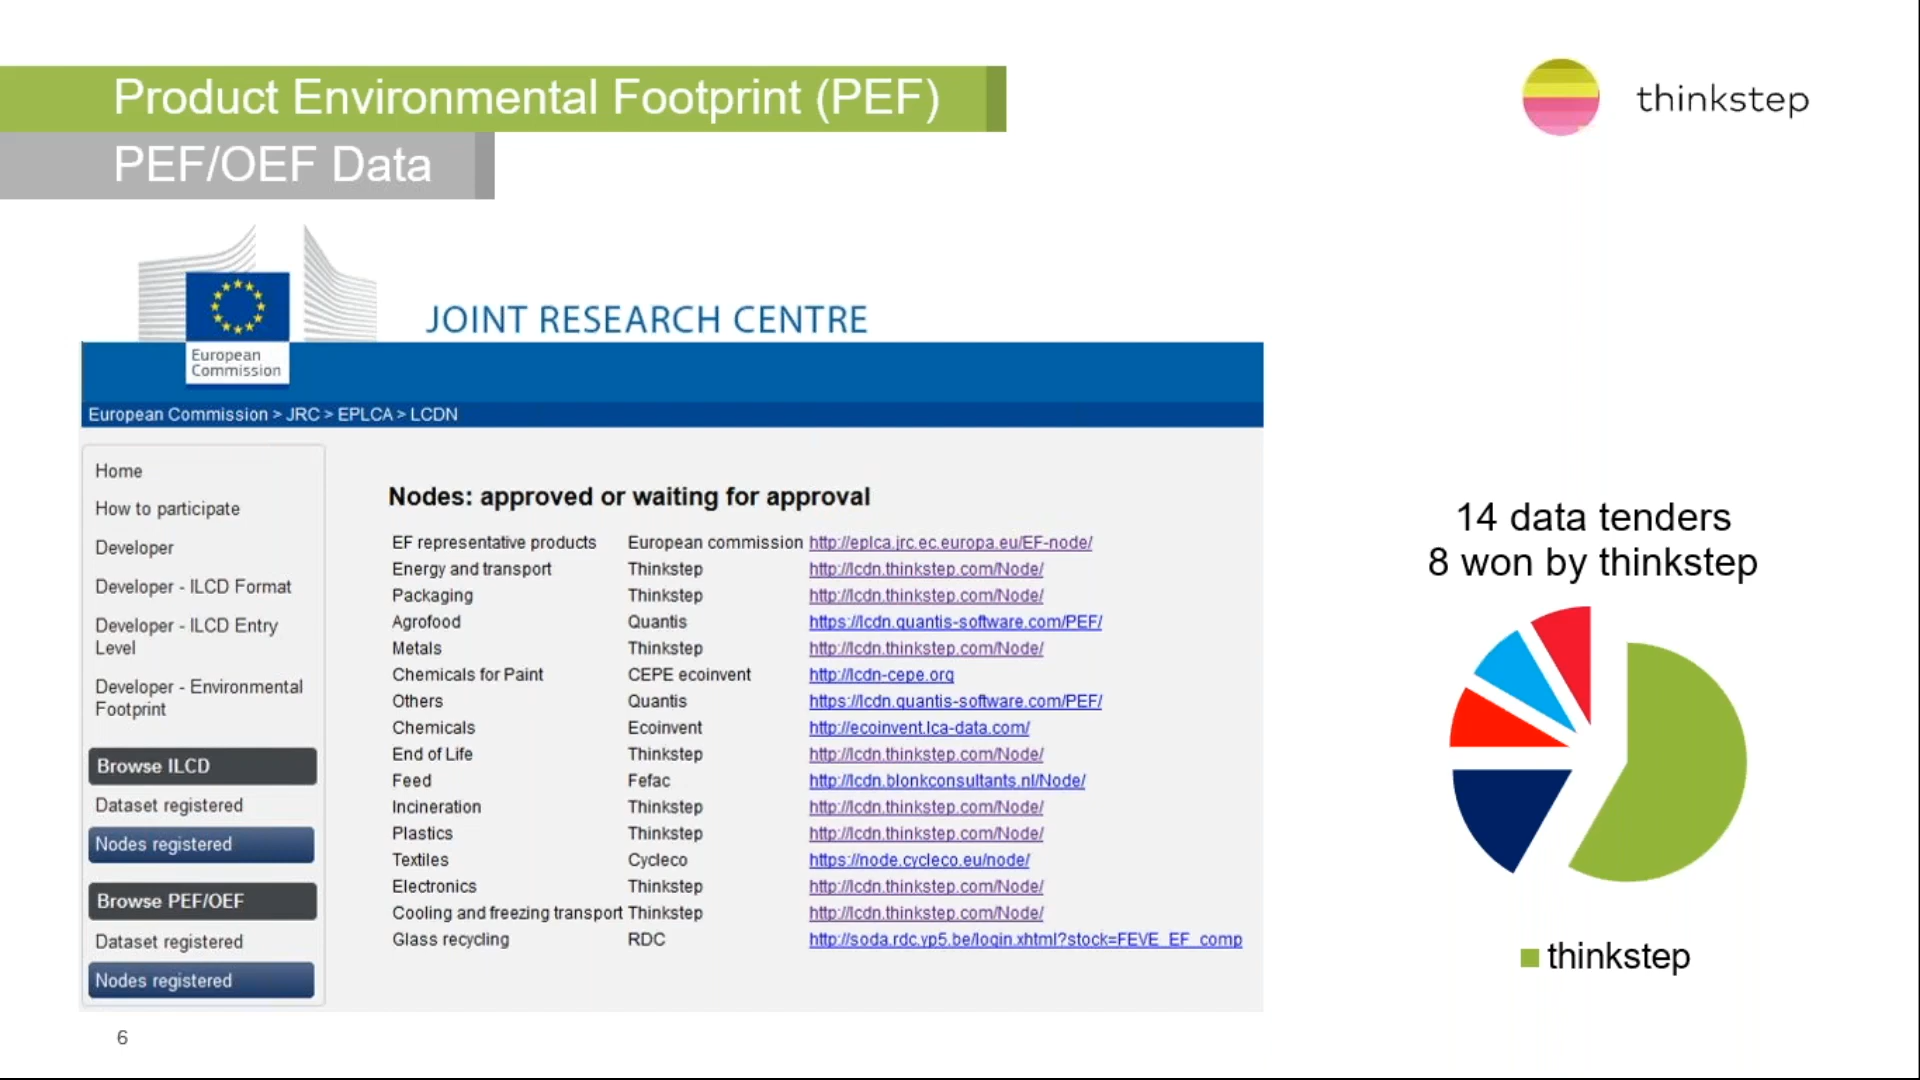 Product Environmental Footprint (PEF)
thinkstep
PEF/OEF Data
European
Commission
JOINT RESEARCH CENTRE
European Commission > JRC > EPLCA > LCDN
Home
How to participate
Developer
Developer - ILCD Format
Developer - ILCD Entry
Level
Developer - Environmental
Footprint
Browse ILCD
Dataset registered
Nodes registered
Browse PEF/OEF
Dataset registered
Nodes registered
Nodes: approved or waiting for approval
EF representative products European commission http://eplca.jrc.ec.europa.eu/EF-node/
Energy and transport Thinkstep http://lcdn.thinkstep.com/Node/
Packaging Thinkstep http://lcdn.thinkstep.com/Node/
Agrofood Quantis https://lcdn.quantis-software.com/PEF/
Metals Thinkstep http://lcdn.thinkstep.com/Node/
Chemicals for Paint CEPE ecoinvent http://lcdn-cepe.org
Others Quantis https://lcdn.quantis-software.com/PEF/
Chemicals Ecoinvent http://ecoinvent.lca-data.com/
End of Life Thinkstep http://lcdn.thinkstep.com/Node/
Feed Fefac http://lcdn.blonkconsultants.nl/Node/
Incineration Thinkstep http://lcdn.thinkstep.com/Node/
Plastics Thinkstep http://lcdn.thinkstep.com/Node/
Textiles Cycleco https://node.cycleco.eu/node/
Electronics Thinkstep http://lcdn.thinkstep.com/Node/
Cooling and freezing transport Thinkstep http://lcdn.thinkstep.com/Node/
Glass recycling RDC http://soda.rdc.yp5.be/login.xhtml?stock=FEVE_EF_comp
14 data tenders
8 won by thinkstep
thinkstep
6